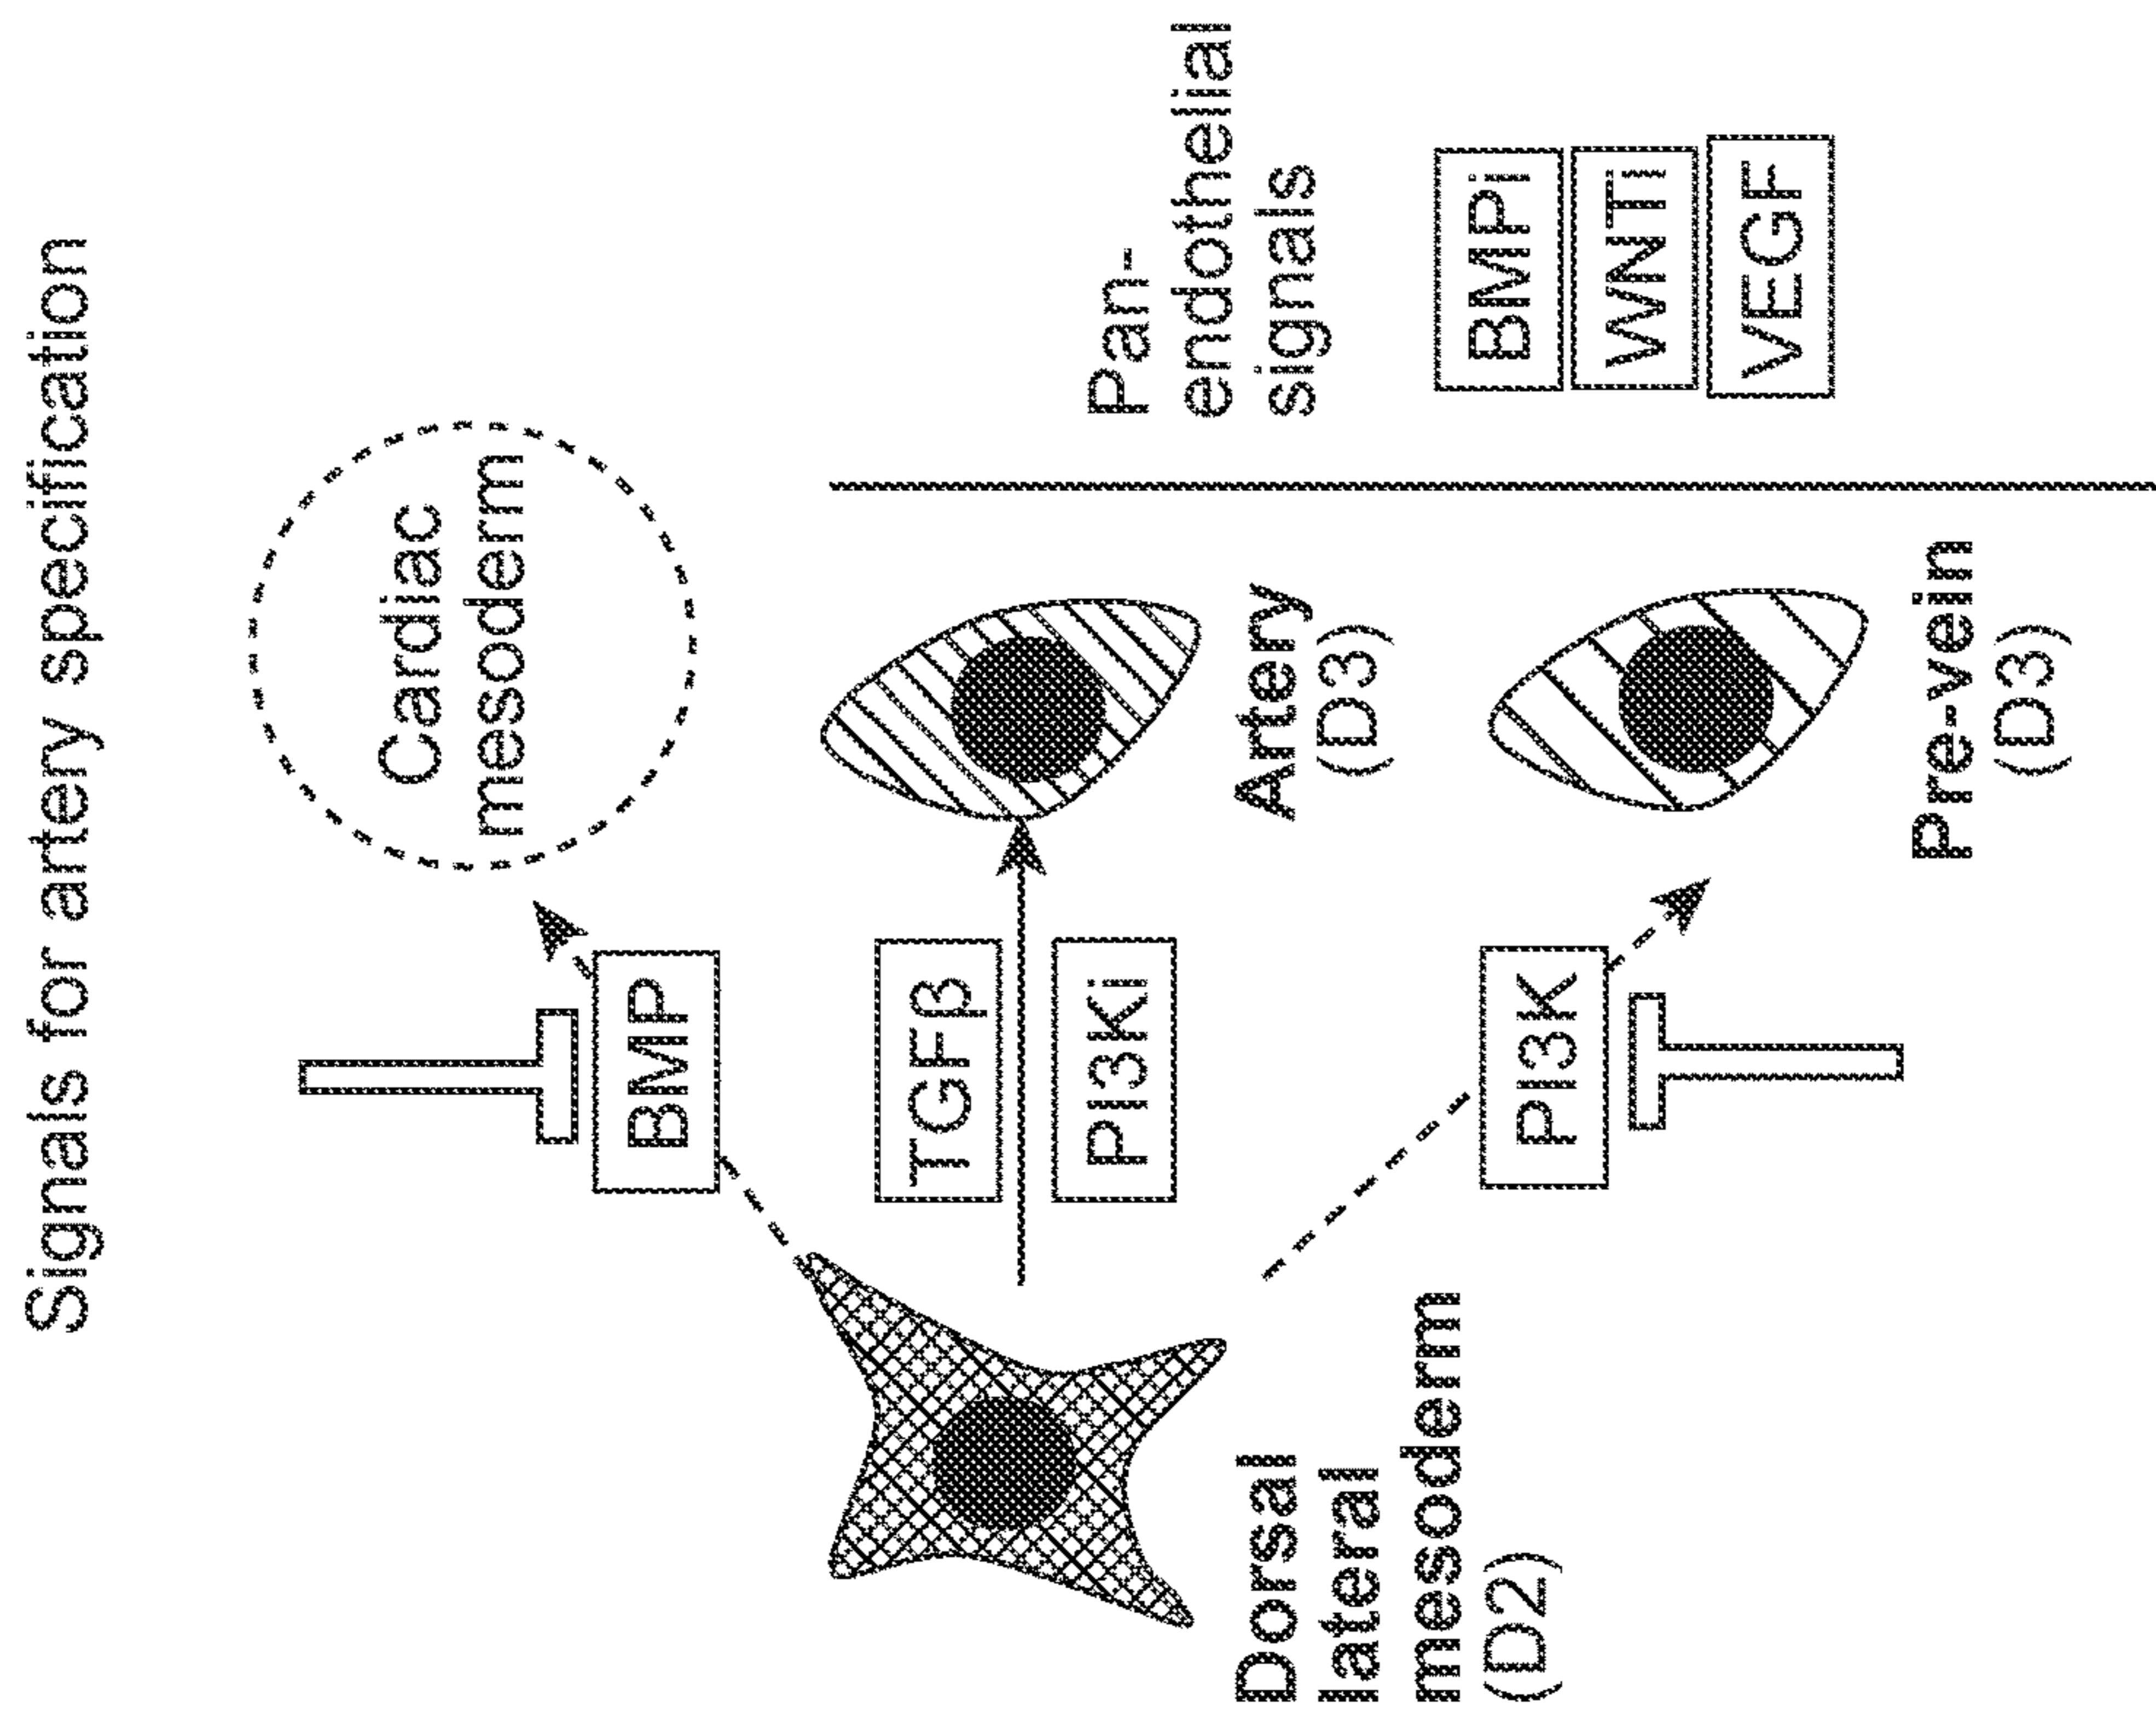 Signals for artery specification
Cardiac
mesoderm
BMP
TGFβ
PI3Ki
PI3K
Dorsal
lateral
mesoderm
(D2)
Artery
(D3)
Pre-vein
(D3)
Pan-
endothelial
signals
BMPi
WNTi
VEGF